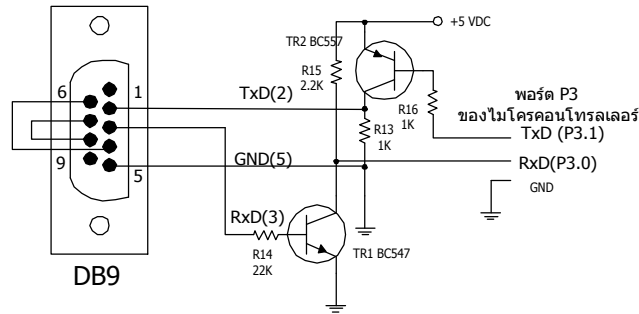 +5 VDC
TR2 BC557
R15
2.2K
6
1
TxD(2)
R16
1K
พอร์ต P3
ของไมโครคอนโทรลเลอร์
TxD (P3.1)
R13
1K
9
5
GND(5)
RxD(P3.0)
GND
RxD(3)
R14
22K
TR1 BC547
DB9